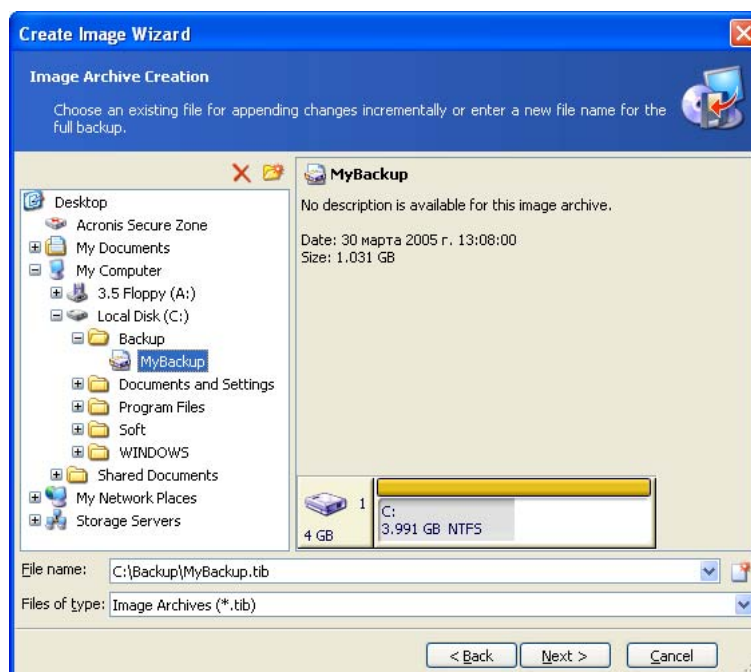 Create Image Wizard
Image Archive Creation
Choose an existing file for appending changes incrementally or enter a new file name for the
full backup.
Desktop
Acronis Secure Zone
My Documents
My Computer
3.5 Floppy (A:)
Local Disk (C:)
Backup
MyBackup
Documents and Settings
Program Files
Soft
WINDOWS
Shared Documents
My Network Places
Storage Servers
MyBackup
No description is available for this image archive.
Date: 30 марта 2005 г. 13:08:00
Size: 1.031 GB
1
4 GB
C:
3.991 GB NTFS
File name: C:\Backup\MyBackup.tib
Files of type: Image Archives (*.tib)
< Back Next > Cancel